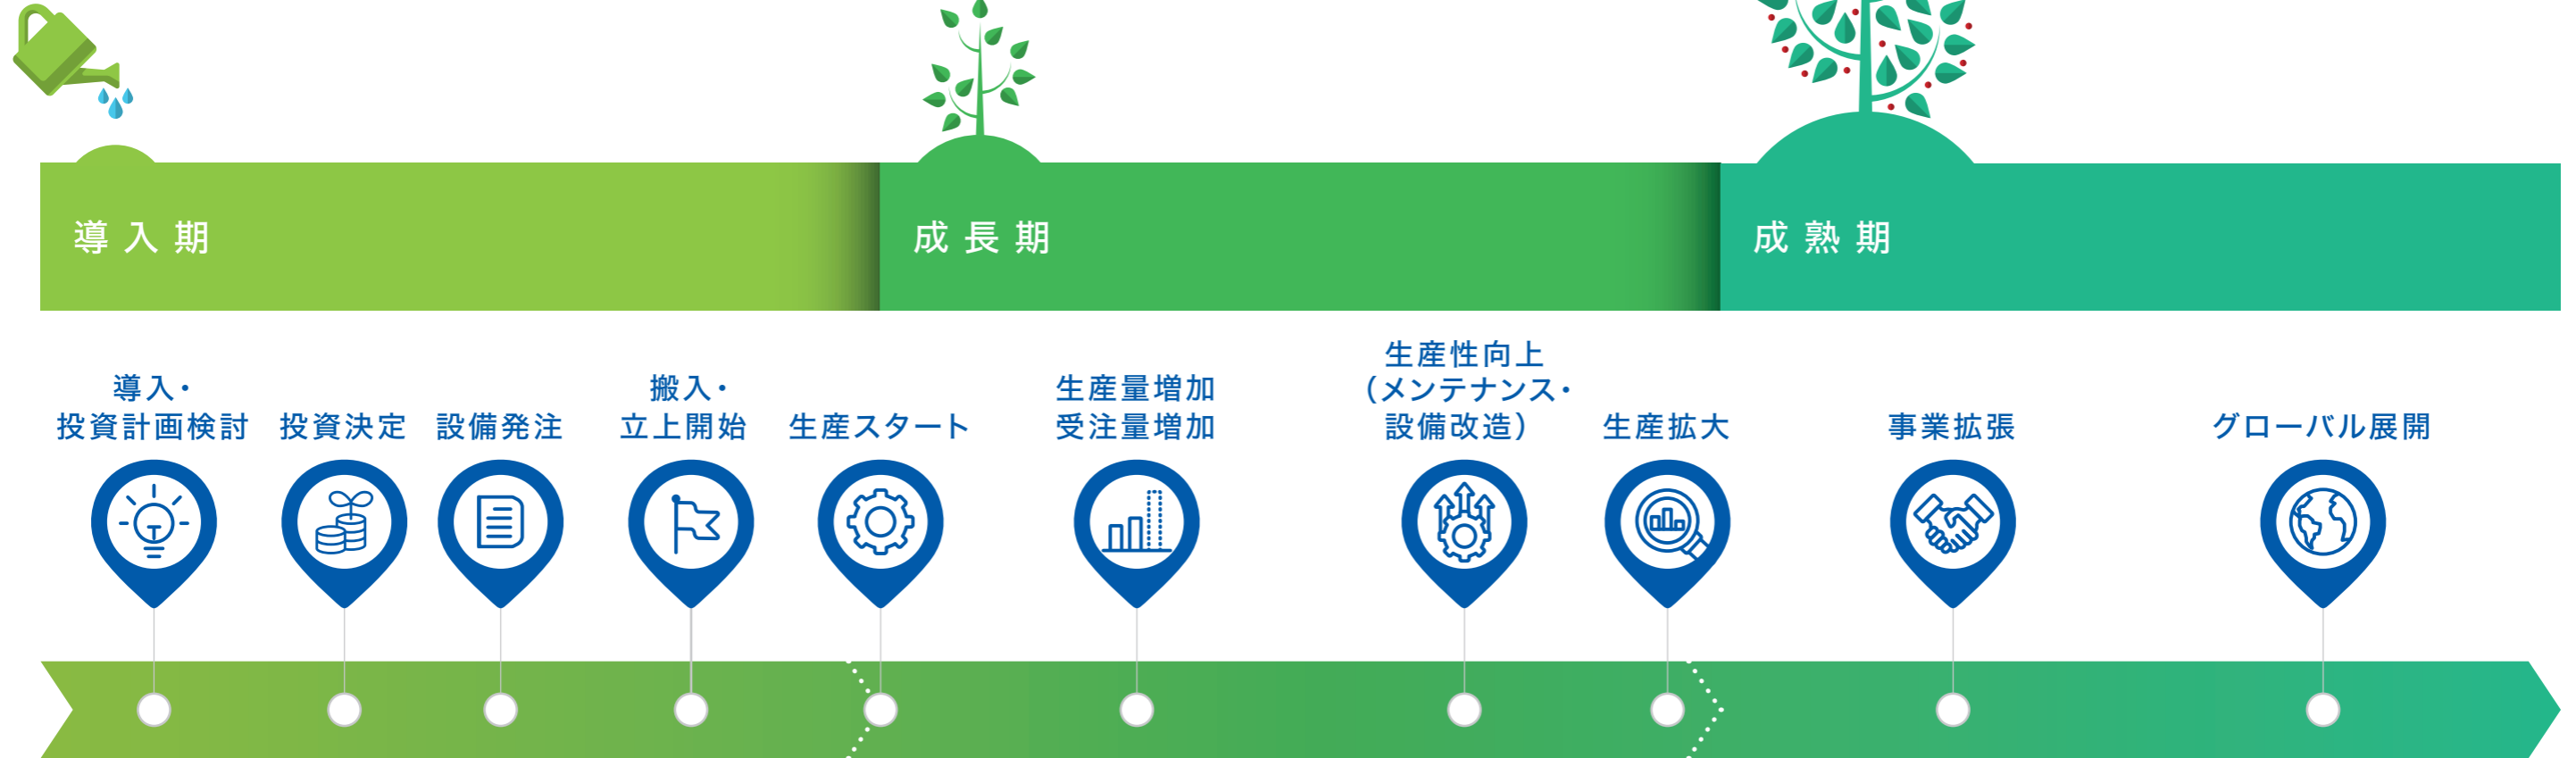 導入期
成長期
成熟期
導入・
投資計画検討
投資決定
設備発注
搬入・
立上開始
生産スタート
生産量増加
受注量増加
生産性向上
（メンテナンス・
設備改造）
生産拡大
事業拡張
グローバル展開